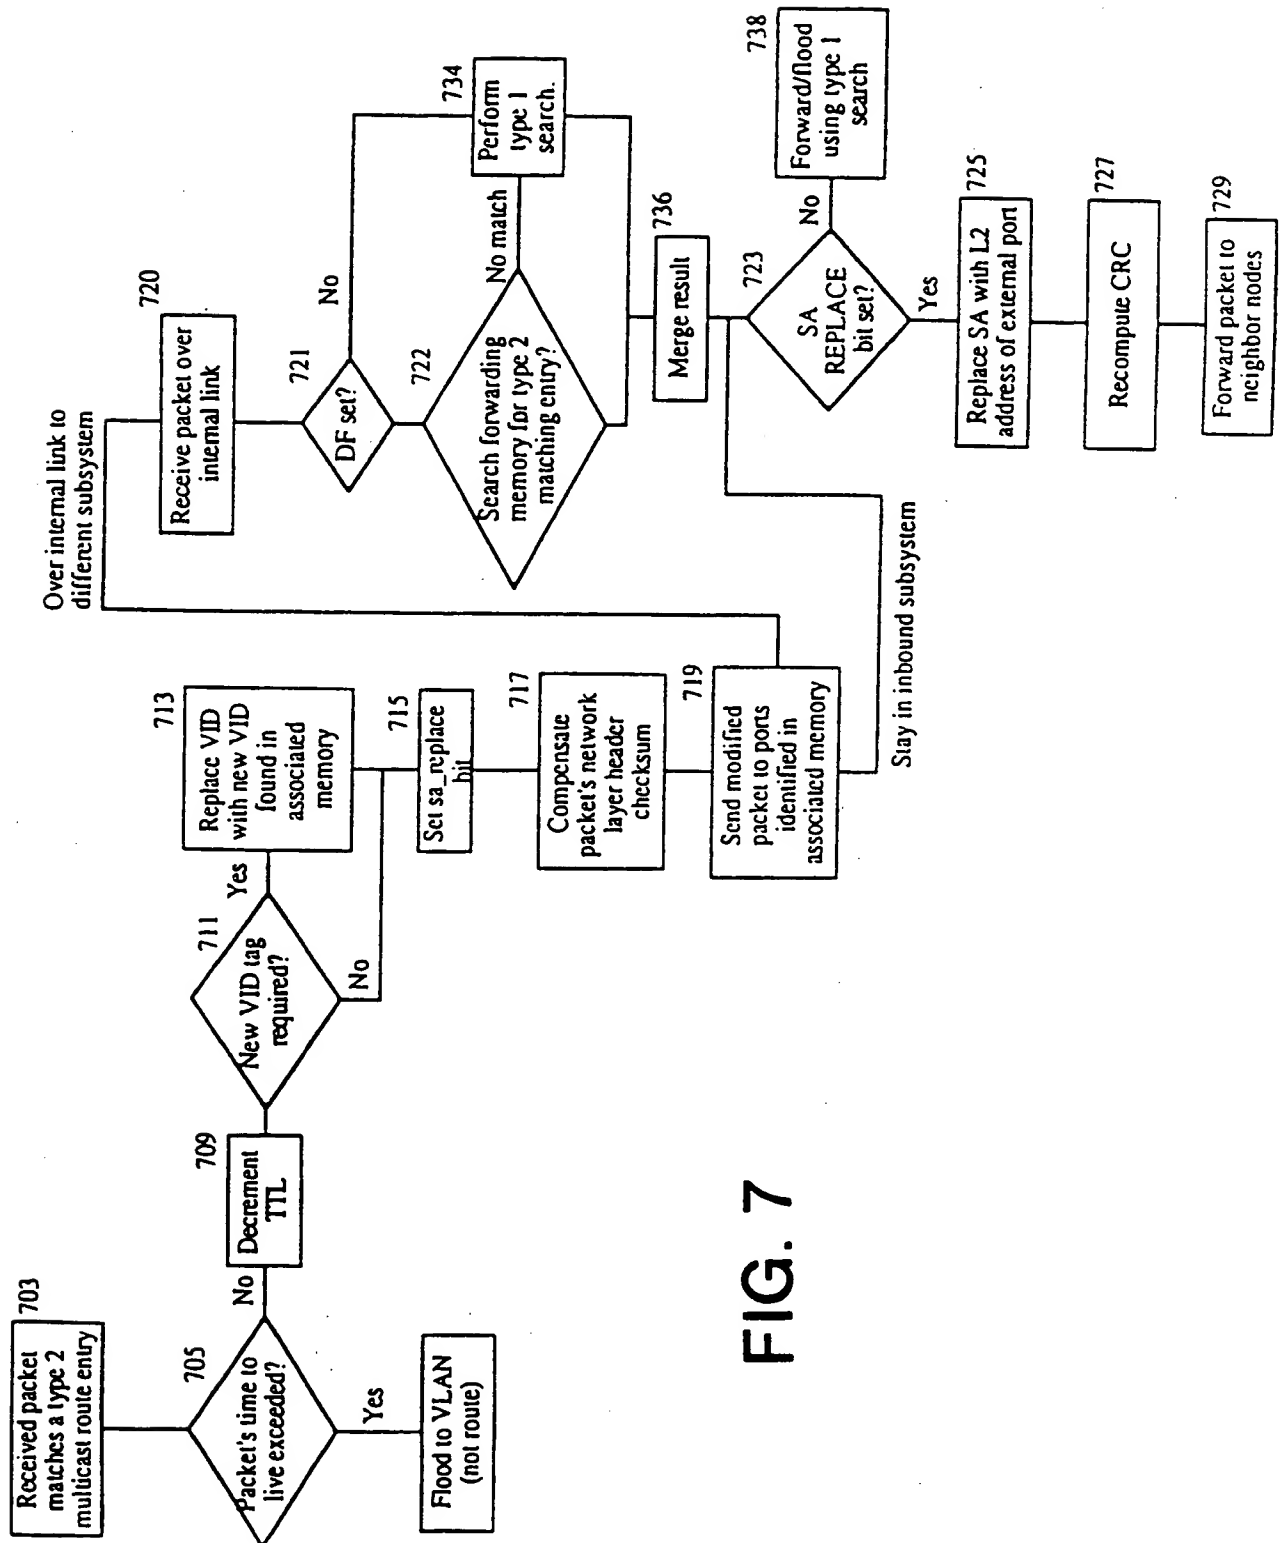 703
Received packet
matches a type 2
multicast route entry
705
Packet's time to
live exceeded?
No
Yes
Flood to VLAN
(not route)
709
Decrement
TTL
711
New VID tag
required?
Yes
No
713
Replace VID
with new VID
found in
associated
memory
715
Set sa_replace
bit
717
Compensate
packet's network
layer header
checksum
719
Send modified
packet to ports
identified in
associated memory
Over internal link to
different subsystem
Stay in inbound subsystem
720
Receive packet over
internal link
721
DF set?
No
722
Search forwarding
memory for type 2
matching entry?
No match
734
Perform
type 1
search.
736
Merge result
723
SA
REPLACE
bit set?
No
Yes
738
Forward/flood
using type 1
search
725
Replace SA with L2
address of external port
727
Recompute CRC
729
Forward packet to
neighbor nodes
FIG. 7